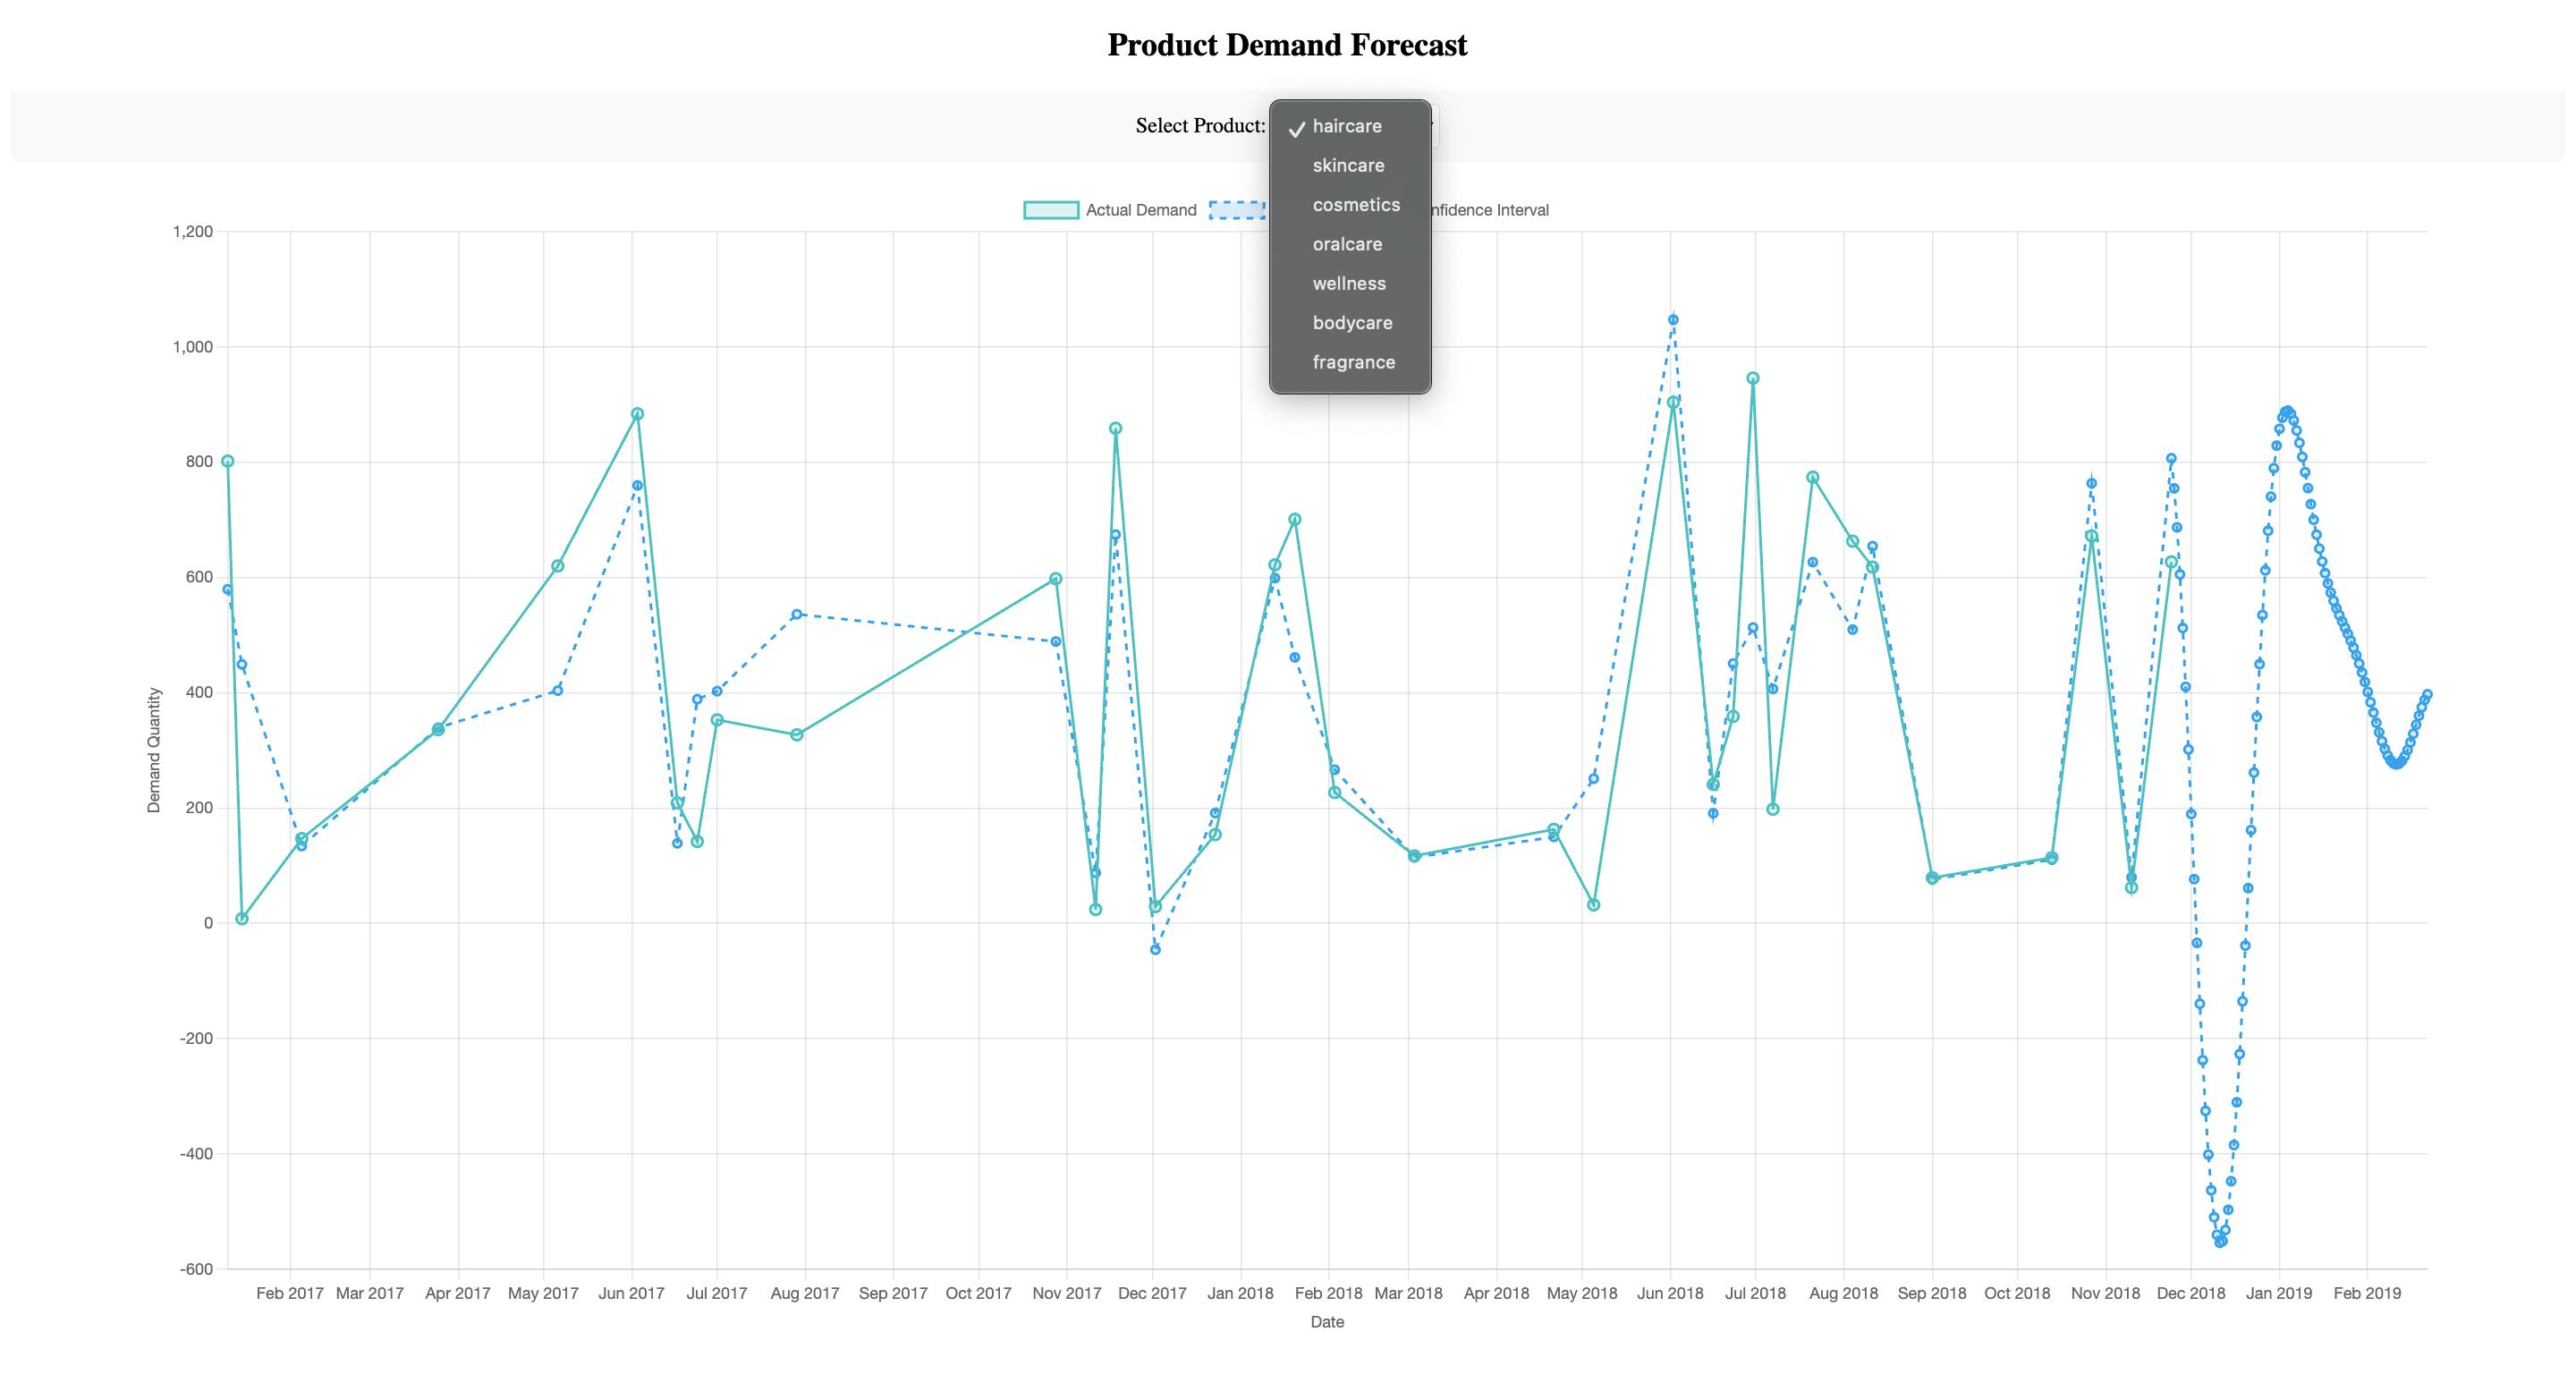 Product Demand Forecast
Select Product:
✓ haircare
skincare
cosmetics
oralcare
wellness
bodycare
fragrance
Actual Demand nfidence Interval
1,200
1,000
800
600
400
200
0
-200
-400
-600
Demand Quantity
Feb 2017 Mar 2017 Apr 2017 May 2017 Jun 2017 Jul 2017 Aug 2017 Sep 2017 Oct 2017 Nov 2017 Dec 2017 Jan 2018 Feb 2018 Mar 2018 Apr 2018 May 2018 Jun 2018 Jul 2018 Aug 2018 Sep 2018 Oct 2018 Nov 2018 Dec 2018 Jan 2019 Feb 2019
Date